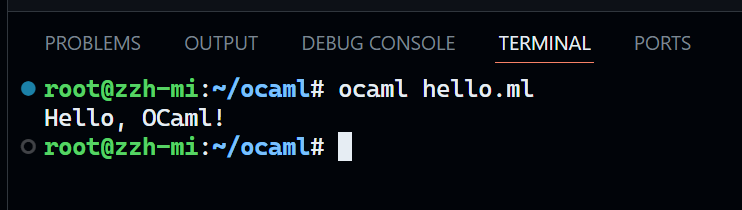 PROBLEMS OUTPUT DEBUG CONSOLE TERMINAL PORTS
root@zzh-mi:~/ocaml# ocaml hello.ml
Hello, OCaml!
root@zzh-mi:~/ocaml#